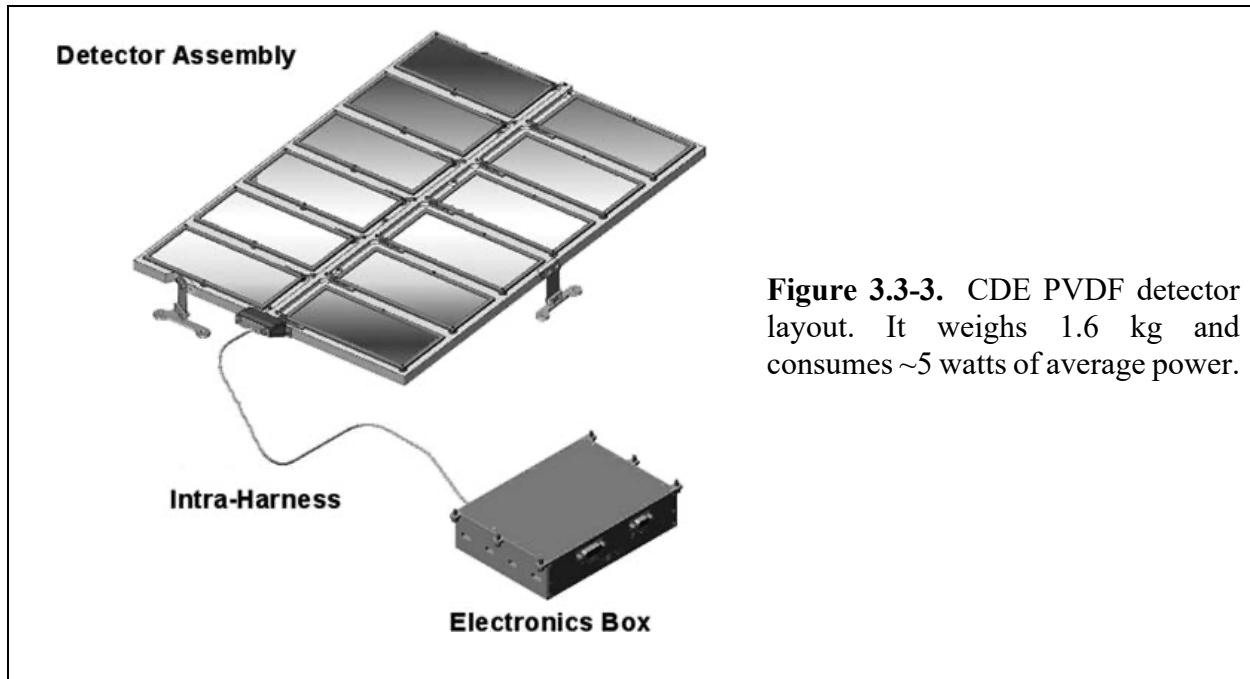 Detector Assembly
Figure 3.3-3. CDE PVDF detector
layout. It weighs 1.6 kg and
consumes ~5 watts of average power.
Intra-Harness
Electronics Box